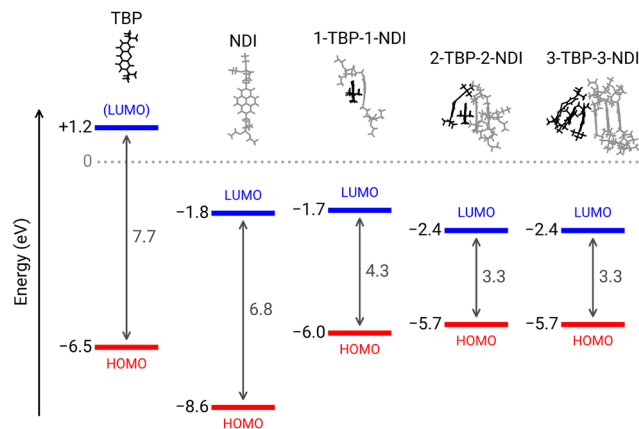 TBP
NDI
1-TBP-1-NDI
2-TBP-2-NDI
3-TBP-3-NDI
Energy (eV)
(LUMO)
+1.2
0
7.7
−6.5
HOMO
LUMO
−1.8
6.8
−8.6
HOMO
LUMO
−1.7
4.3
−6.0
HOMO
LUMO
−2.4
3.3
−5.7
HOMO
LUMO
−2.4
3.3
−5.7
HOMO